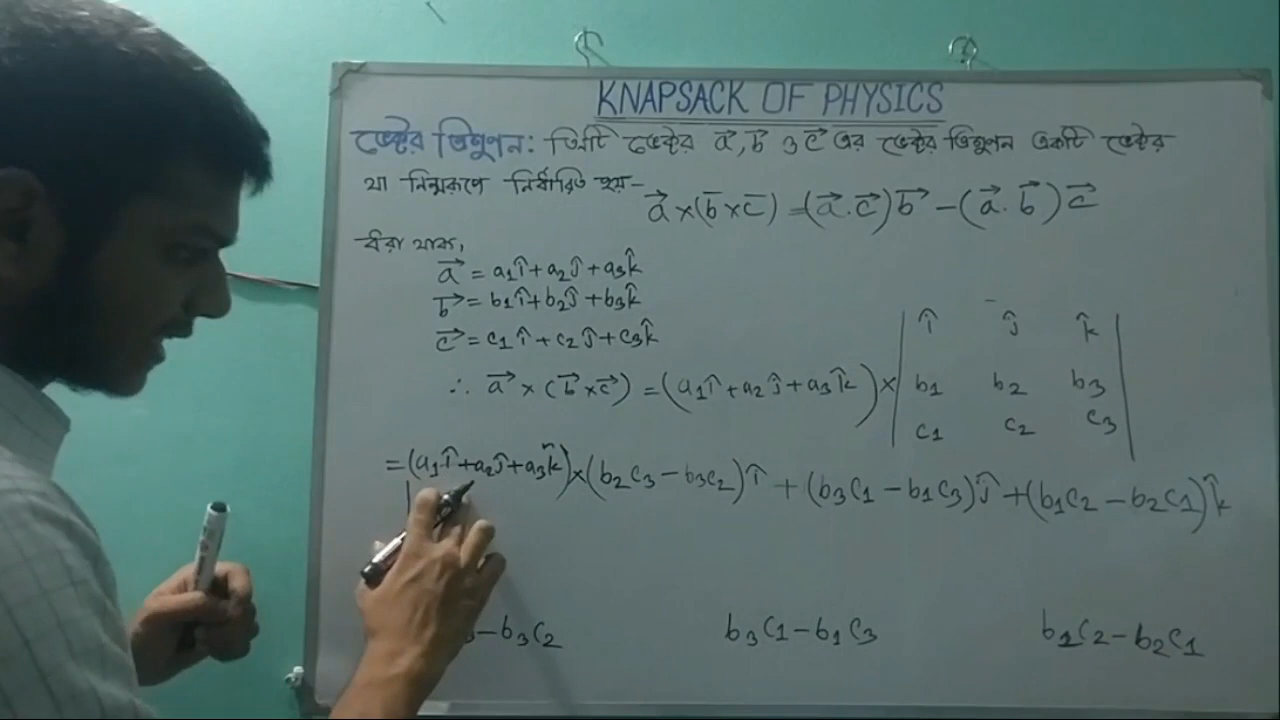 KNAPSACK OF PHYSICS
ভেক্টর ত্রিগুণন: তিনটি ভেক্টর a⃗, b⃗ ও c⃗ এর ভেক্টর ত্রিগুণন একটি ভেক্টর
যা নিম্নরূপে নির্ধারিত হয়-
a⃗ × (b̄ × c̄) = (a⃗ . c⃗) b⃗ − (a⃗ . b⃗) c⃗
ধরা যাক,
a⃗ = a₁î + a₂ĵ + a₃k̂
b⃗ = b₁î + b₂ĵ + b₃k̂
c⃗ = c₁î + c₂ĵ + c₃k̂
î ĵ k̂
∴ a⃗ × (b⃗ × c⃗) = (a₁î + a₂ĵ + a₃k̂) × b₁ b₂ b₃
c₁ c₂ c₃
= (a₁î + a₂ĵ + a₃k̂) × (b₂c₃ − b₃c₂)î + (b₃c₁ − b₁c₃)ĵ + (b₁c₂ − b₂c₁)k̂
− b₃c₂ b₃c₁ − b₁c₃ b₁c₂ − b₂c₁